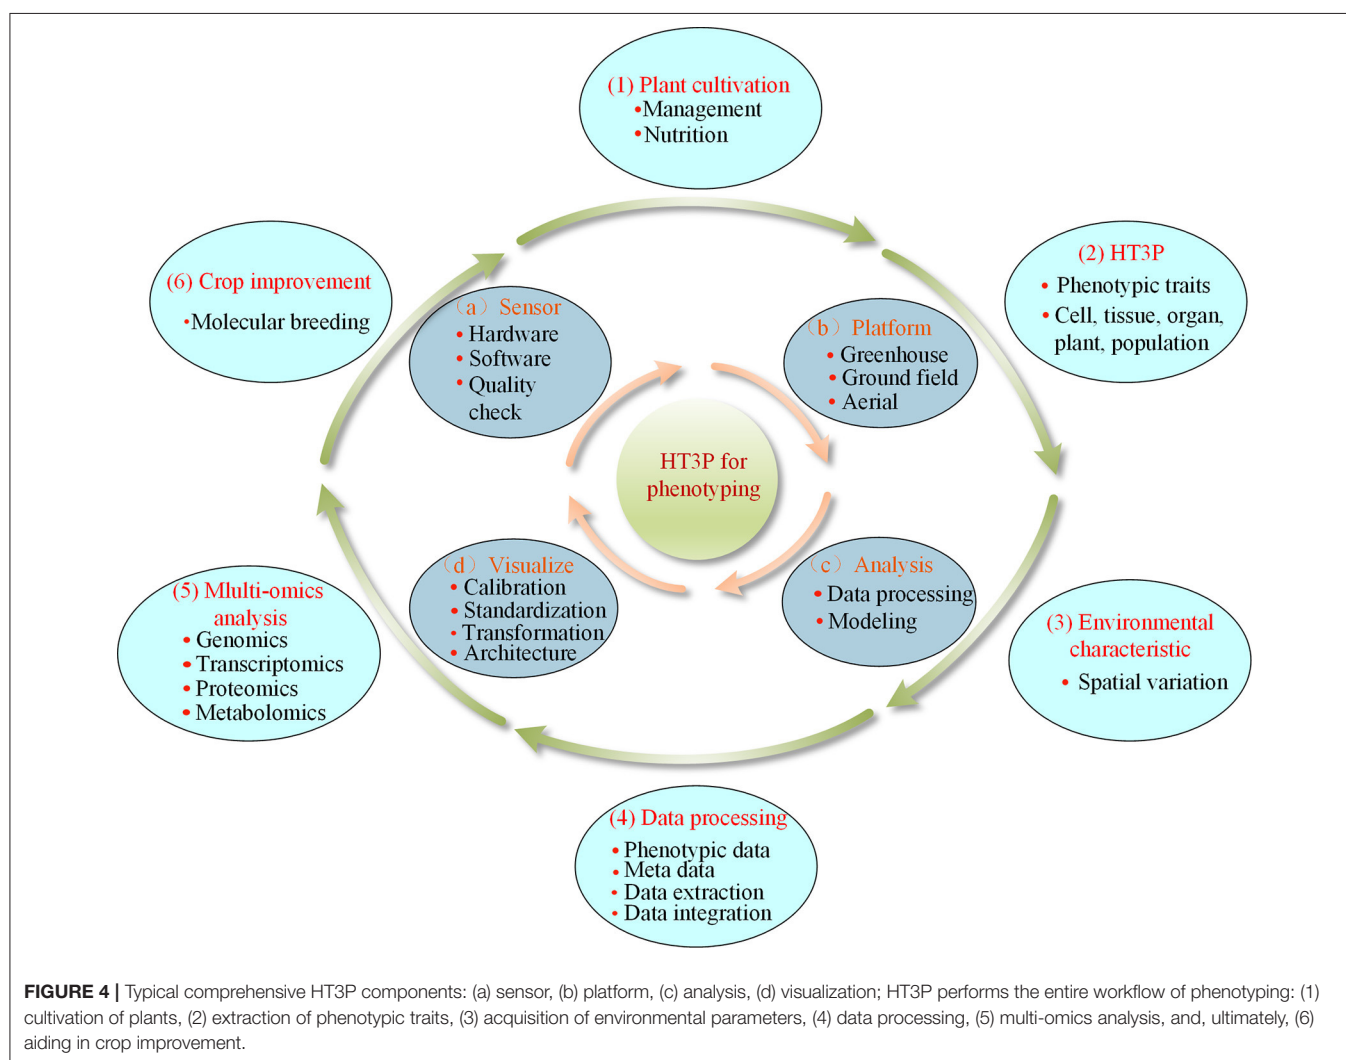 (1) Plant cultivation
•Management
•Nutrition
(2) HT3P
• Phenotypic traits
• Cell, tissue, organ,
plant, population
(6) Crop improvement
•Molecular breeding
（a）Sensor
• Hardware
• Software
• Quality
check
（b）Platform
• Greenhouse
• Ground field
• Aerial
HT3P for
phenotyping
（d）Visualize
• Calibration
• Standardization
• Transformation
• Architecture
（c）Analysis
• Data processing
• Modeling
(5) Mlulti-omics
analysis
• Genomics
• Transcriptomics
• Proteomics
• Metabolomics
(3) Environmental
characteristic
• Spatial variation
(4) Data processing
• Phenotypic data
• Meta data
• Data extraction
• Data integration
FIGURE 4 | Typical comprehensive HT3P components: (a) sensor, (b) platform, (c) analysis, (d) visualization; HT3P performs the entire workflow of phenotyping: (1)
cultivation of plants, (2) extraction of phenotypic traits, (3) acquisition of environmental parameters, (4) data processing, (5) multi-omics analysis, and, ultimately, (6)
aiding in crop improvement.